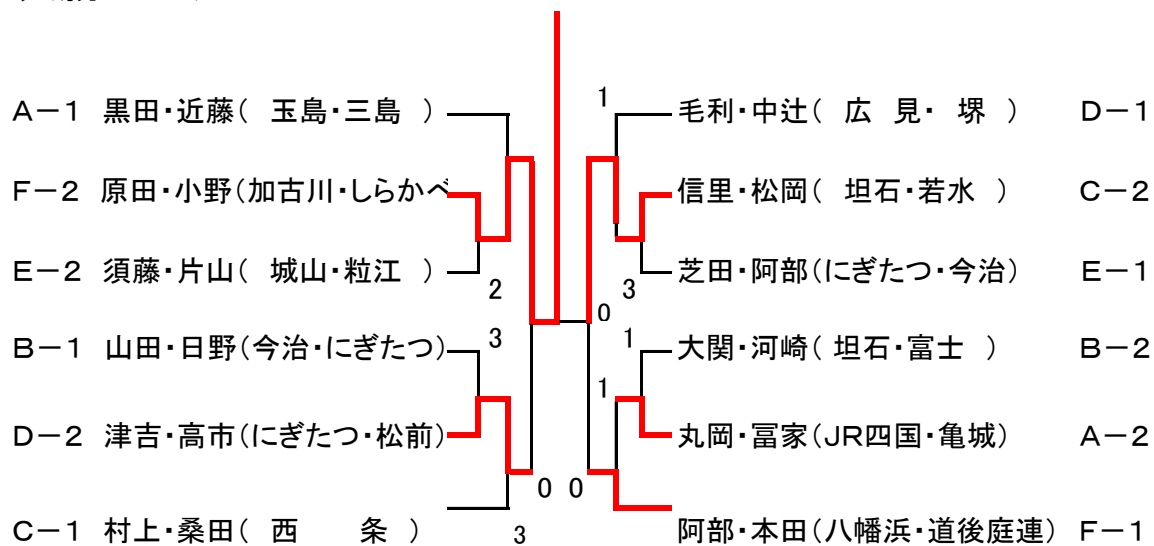 1
A－1 黒田・近藤( 玉島・三島 ) 毛利・中辻( 広 見・ 堺 ) D－1
F－2 原田・小野(加古川・しらかべ 信里・松岡( 坦石・若水 ) C－2
E－2 須藤・片山( 城山・粒江 ) 芝田・阿部(にぎたつ・今治) E－1
2 3
0
3 1
B－1 山田・日野(今治・にぎたつ) 大関・河崎( 坦石・富士 ) B－2
1
D－2 津吉・高市(にぎたつ・松前) 丸岡・冨家(JR四国・亀城) A－2
0 0
C－1 村上・桑田( 西 条 ) 3 阿部・本田(八幡浜・道後庭連) F－1